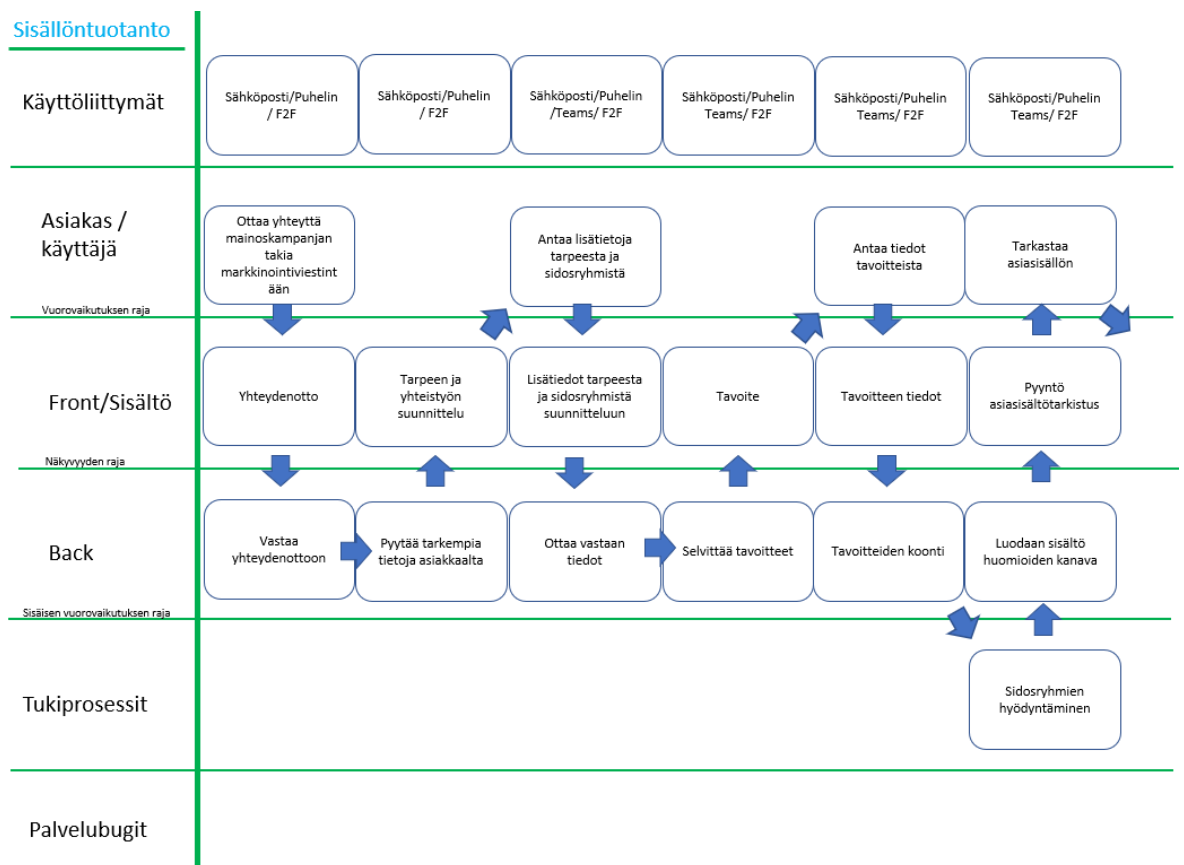 Sisällöntuotanto
Käyttöliittymät
Sähköposti/Puhelin
/ F2F
Sähköposti/Puhelin
/ F2F
Sähköposti/Puhelin
/Teams/ F2F
Sähköposti/Puhelin
Teams/ F2F
Sähköposti/Puhelin
Teams/ F2F
Sähköposti/Puhelin
Teams/ F2F
Asiakas /
käyttäjä
Ottaa yhteyttä
mainoskampanjan
takia
markkinointiviestint
ään
Antaa lisätietoja
tarpeesta ja
sidosryhmistä
Antaa tiedot
tavoitteista
Tarkastaa
asiasisällön
Vuorovaikutuksen raja
Front/Sisältö
Yhteydenotto
Tarpeen ja
yhteistyön
suunnittelu
Lisätiedot tarpeesta
ja sidosryhmistä
suunnitteluun
Tavoite
Tavoitteen tiedot
Pyyntö
asiasisältötarkistus
Näkyvyyden raja
Back
Vastaa
yhteydenottoon
Pyytää tarkempia
tietoja asiakkaalta
Ottaa vastaan
tiedot
Selvittää tavoitteet
Tavoitteiden koonti
Luodaan sisältö
huomioiden kanava
Sisäisen vuorovaikutuksen raja
Tukiprosessit
Sidosryhmien
hyödyntäminen
Palvelubugit